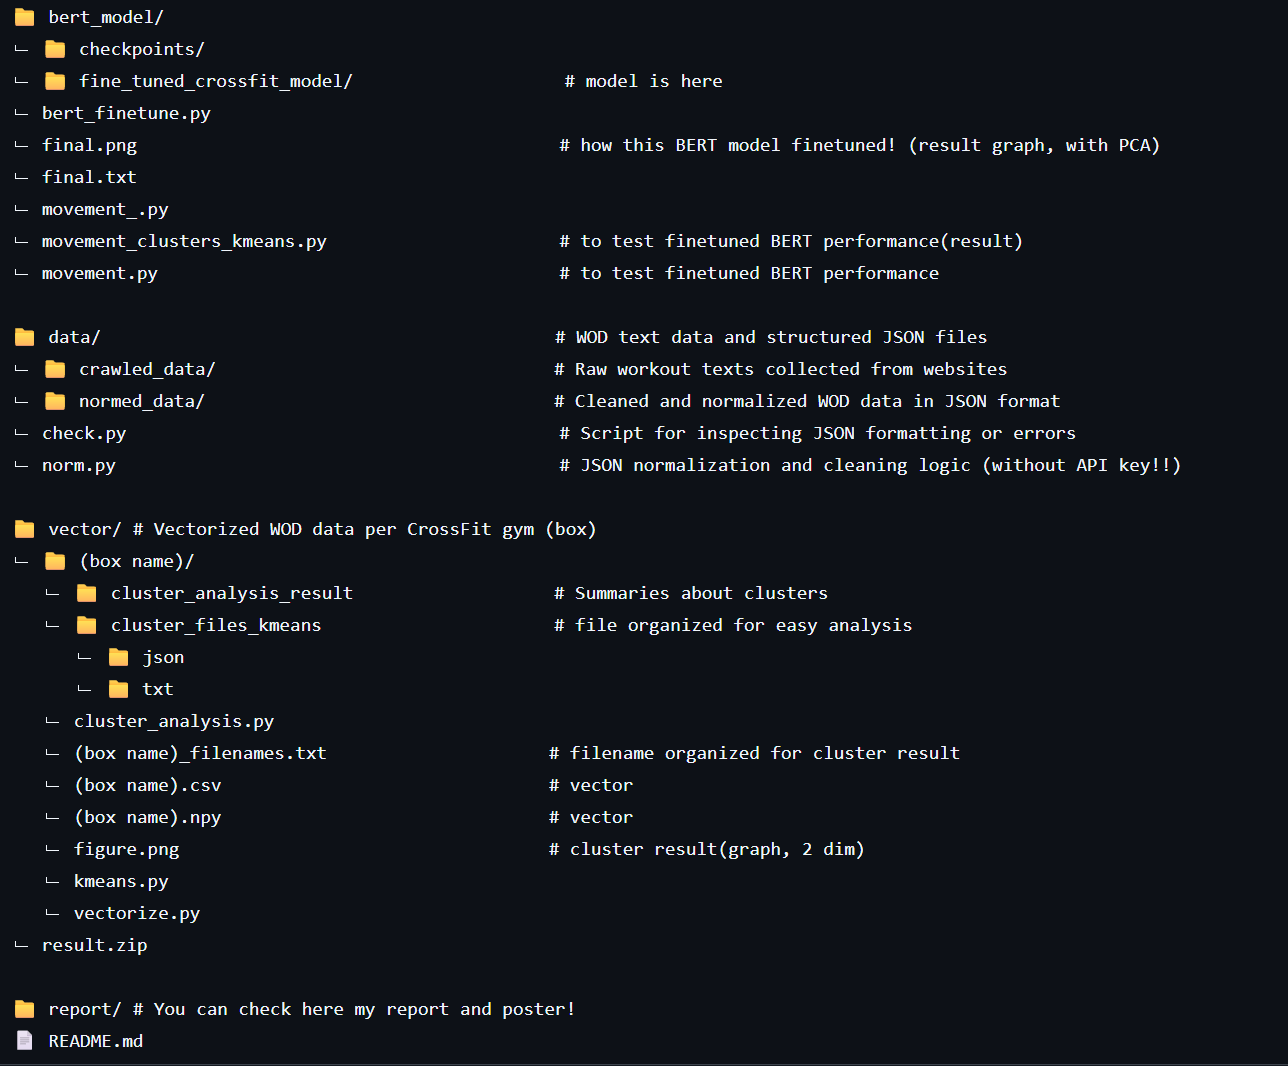 bert_model/
└ checkpoints/
└ fine_tuned_crossfit_model/ # model is here
└ bert_finetune.py
└ final.png # how this BERT model finetuned! (result graph, with PCA)
└ final.txt
└ movement_.py
└ movement_clusters_kmeans.py # to test finetuned BERT performance(result)
└ movement.py # to test finetuned BERT performance
data/ # WOD text data and structured JSON files
└ crawled_data/ # Raw workout texts collected from websites
└ normed_data/ # Cleaned and normalized WOD data in JSON format
└ check.py # Script for inspecting JSON formatting or errors
└ norm.py # JSON normalization and cleaning logic (without API key!!)
vector/ # Vectorized WOD data per CrossFit gym (box)
└ (box name)/
└ cluster_analysis_result # Summaries about clusters
└ cluster_files_kmeans # file organized for easy analysis
└ json
└ txt
└ cluster_analysis.py
└ (box name)_filenames.txt # filename organized for cluster result
└ (box name).csv # vector
└ (box name).npy # vector
└ figure.png # cluster result(graph, 2 dim)
└ kmeans.py
└ vectorize.py
└ result.zip
report/ # You can check here my report and poster!
README.md